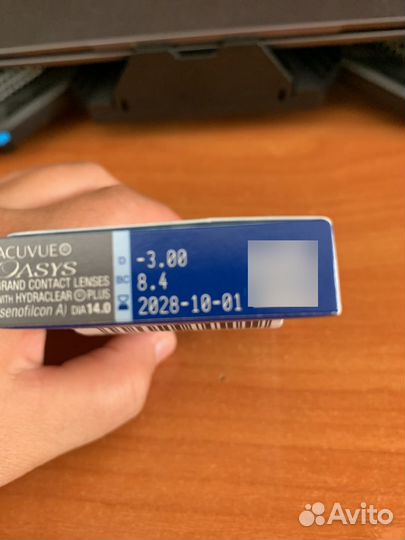 ACUVUE®
OASYS
BRAND CONTACT LENSES
WITH HYDRACLEAR® PLUS
senofilcon A) DIA 14.0
D -3.00
BC 8.4
2028-10-01
Avito